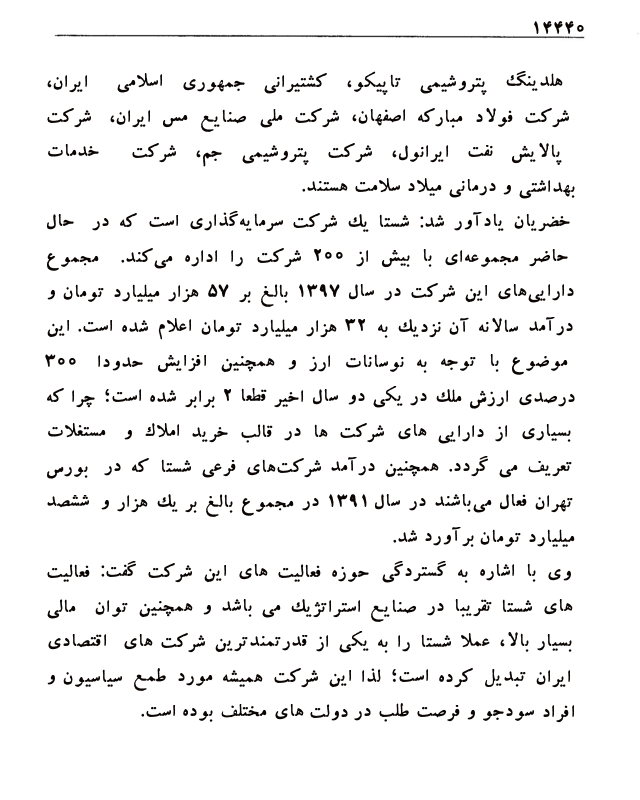 ۱۴۴۴۰
هلدینگ پتروشیمی تاپیکو، کشتیرانی جمهوری اسلامی ایران،
شرکت فولاد مبارکه اصفهان، شرکت ملی صنایع مس ایران، شرکت
پالایش نفت ایرانول، شرکت پتروشیمی جم، شرکت خدمات
بهداشتی و درمانی میلاد سلامت هستند.
خضریان یادآور شد: شستا یك شرکت سرمایه‌گذاری است که در حال
حاضر مجموعه‌ای با بیش از ۲۰۰ شرکت را اداره می‌کند. مجموع
دارایی‌های این شرکت در سال ۱۳۹۷ بالغ بر ۵۷ هزار میلیارد تومان و
درآمد سالانه آن نزدیك به ۳۲ هزار میلیارد تومان اعلام شده است. این
موضوع با توجه به نوسانات ارز و همچنین افزایش حدودا ۳۰۰
درصدی ارزش ملك در یکی دو سال اخیر قطعا ۲ برابر شده است؛ چرا که
بسیاری از دارایی های شرکت ها در قالب خرید املاك و مستغلات
تعریف می گردد. همچنین درآمد شرکت‌های فرعی شستا که در بورس
تهران فعال می‌باشند در سال ۱۳۹۱ در مجموع بالغ بر یك هزار و ششصد
میلیارد تومان برآورد شد.
وی با اشاره به گستردگی حوزه فعالیت های این شرکت گفت: فعالیت
های شستا تقریبا در صنایع استراتژیك می باشد و همچنین توان مالی
بسیار بالا، عملا شستا را به یکی از قدرتمندترین شرکت های اقتصادی
ایران تبدیل کرده است؛ لذا این شرکت همیشه مورد طمع سیاسیون و
افراد سودجو و فرصت طلب در دولت های مختلف بوده است.